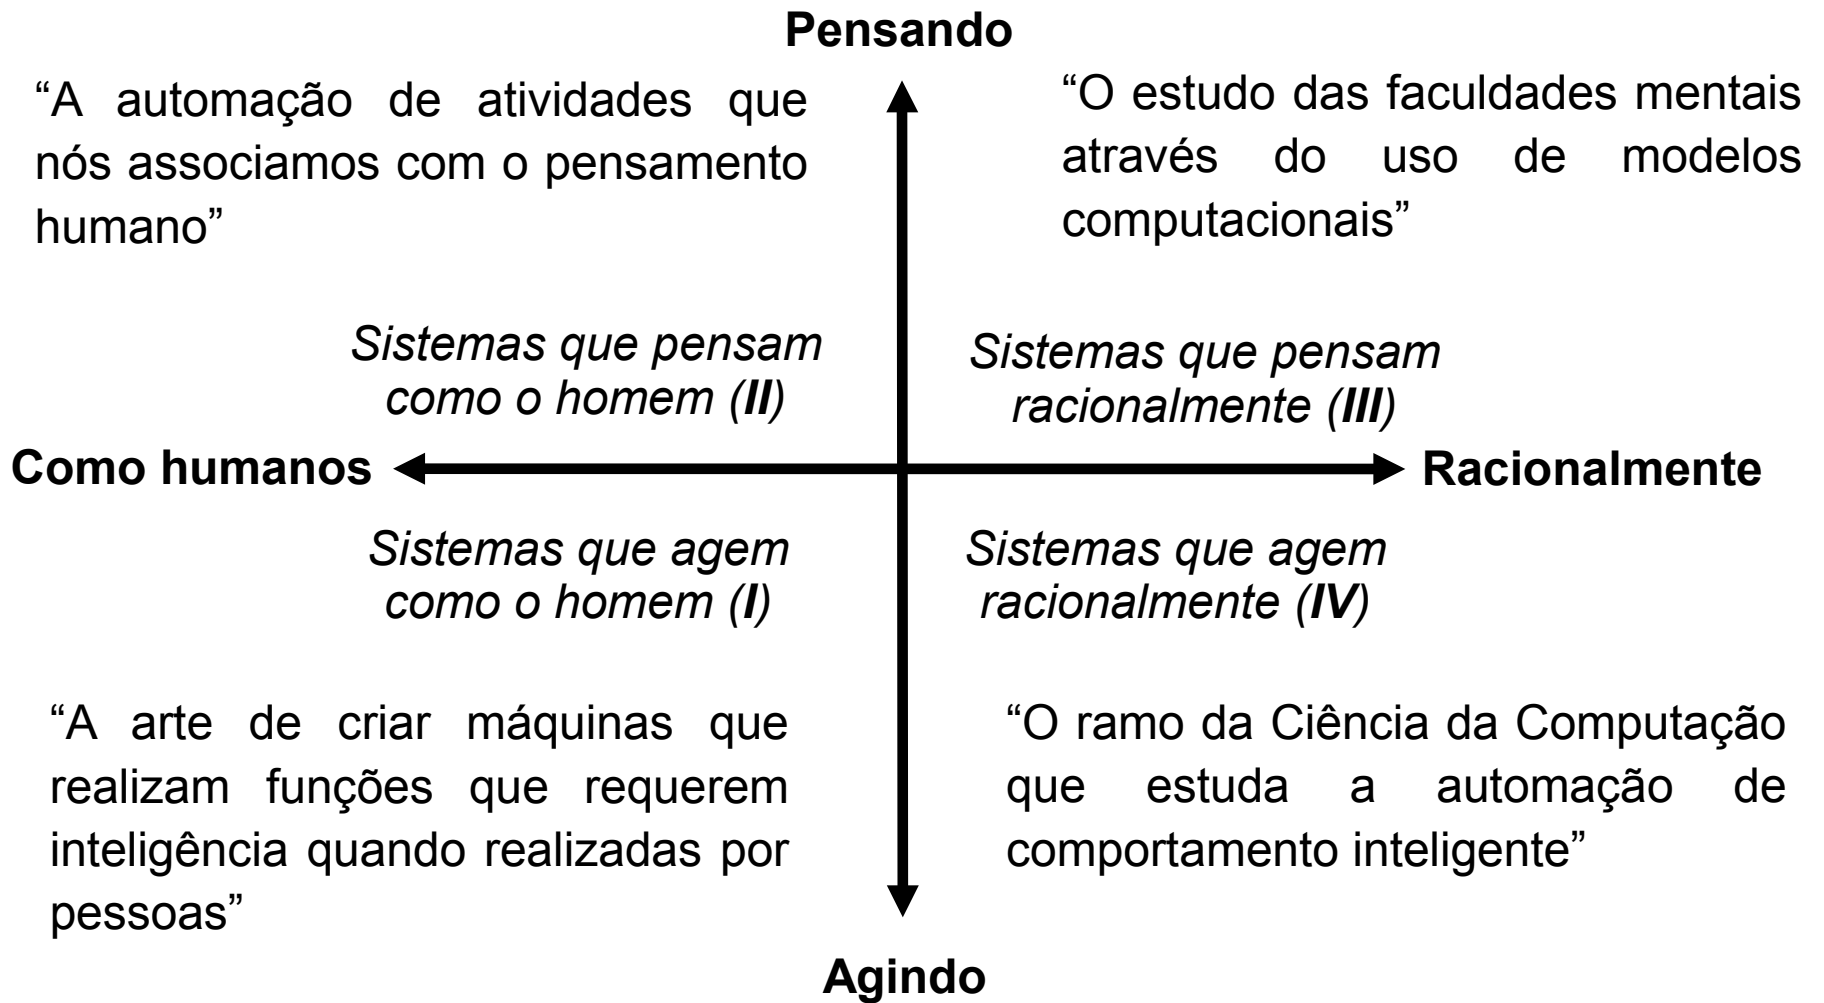 Pensando
“A automação de atividades que
nós associamos com o pensamento
humano”
“O estudo das faculdades mentais
através do uso de modelos
computacionais”
Sistemas que pensam
como o homem (II)
Sistemas que pensam
racionalmente (III)
Como humanos
Racionalmente
Sistemas que agem
como o homem (I)
Sistemas que agem
racionalmente (IV)
“A arte de criar máquinas que
realizam funções que requerem
inteligência quando realizadas por
pessoas”
“O ramo da Ciência da Computação
que estuda a automação de
comportamento inteligente”
Agindo